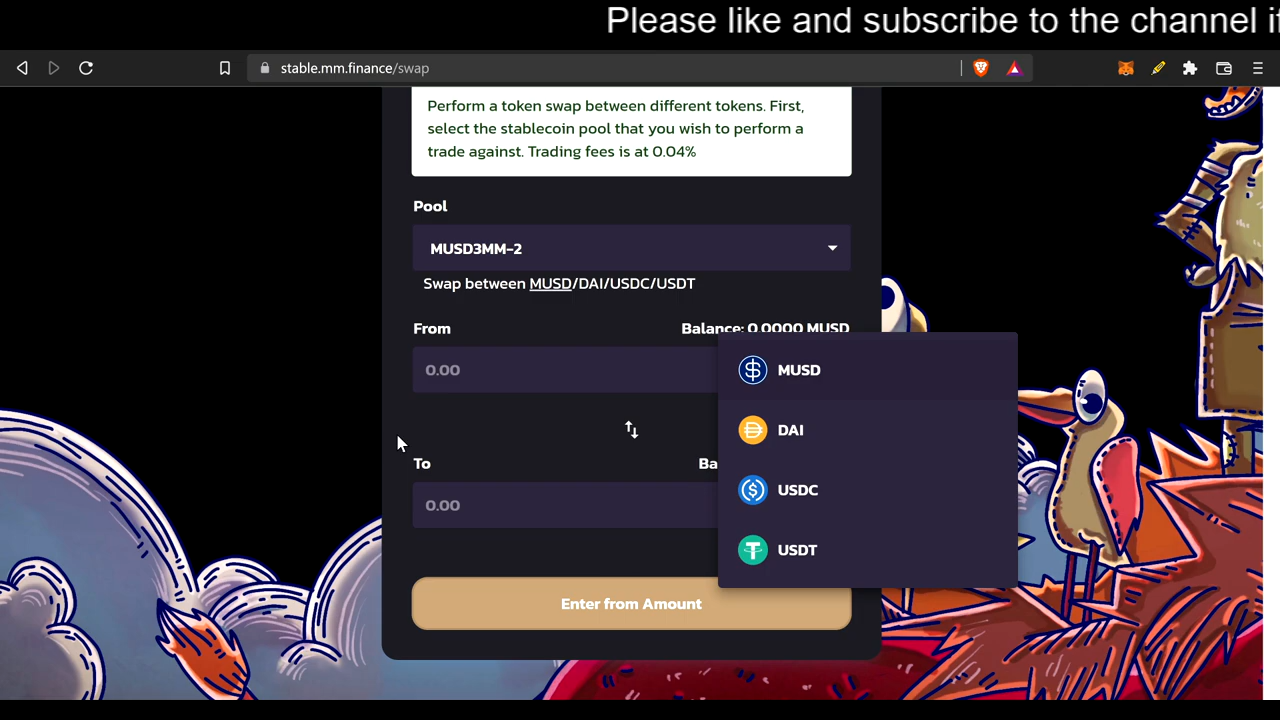 Please like and subscribe to the channel i
stable.mm.finance/swap
Perform a token swap between different tokens. First,
select the stablecoin pool that you wish to perform a
trade against. Trading fees is at 0.04%
Pool
MUSD3MM-2
Swap between MUSD/DAI/USDC/USDT
From Balance: 0.0000 MUSD
0.00
MUSD
DAI
To Ba
USDC
0.00
USDT
Enter from Amount